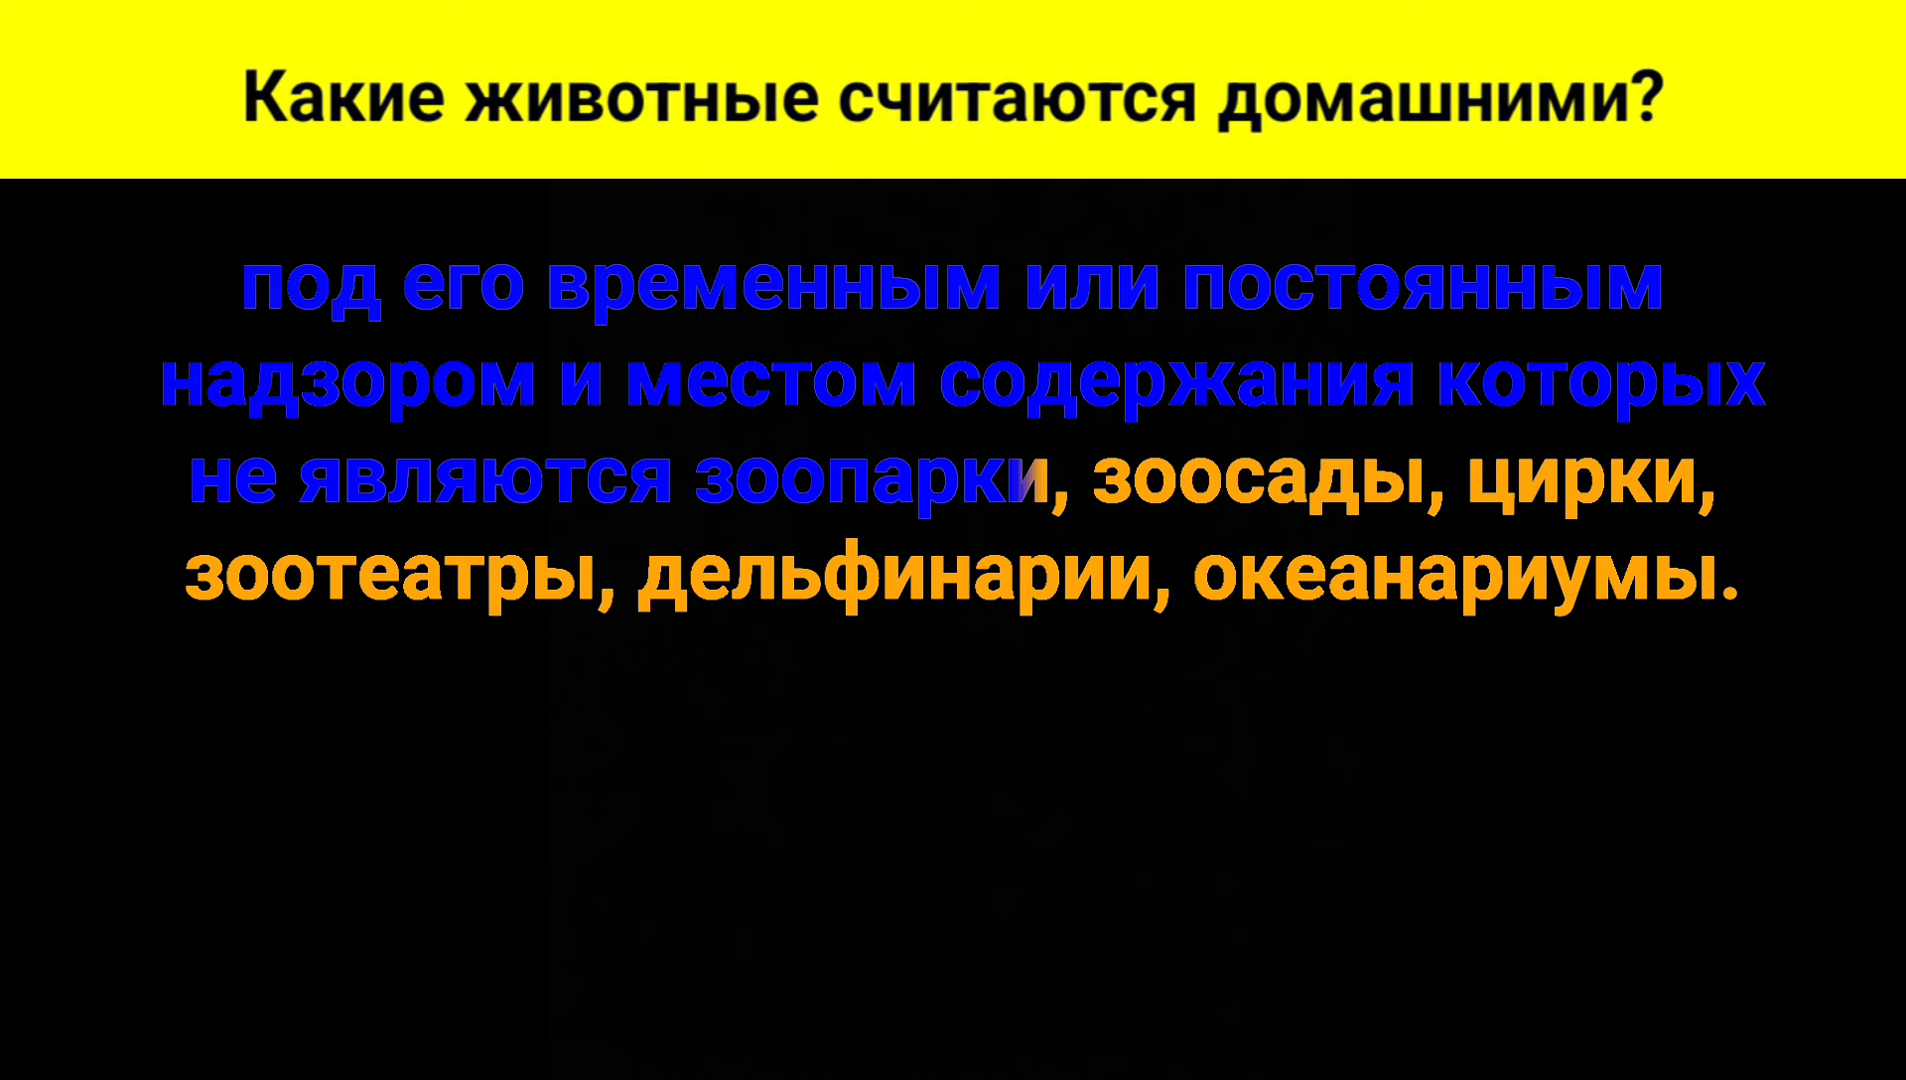 Какие животные считаются домашними?
под его временным или постоянным
надзором и местом содержания которых
не являются зоопарки, зоосады, цирки,
зоотеатры, дельфинарии, океанариумы.